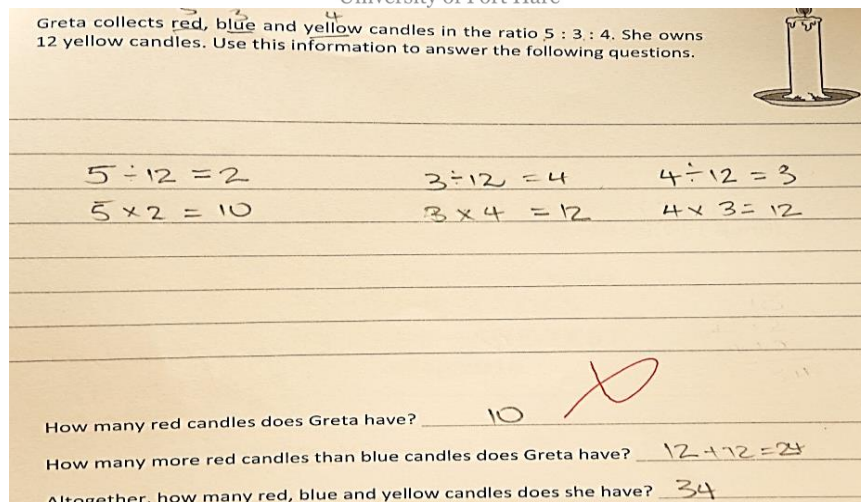 University of Fort Hare
5 3 4
Greta collects red, blue and yellow candles in the ratio 5 : 3 : 4. She owns
12 yellow candles. Use this information to answer the following questions.
5 ÷ 12 = 2 3 ÷ 12 = 4 4 ÷ 12 = 3
5 × 2 = 10 3 × 4 = 12 4 × 3 = 12
How many red candles does Greta have? 10
How many more red candles than blue candles does Greta have? 12 + 12 = 24
Altogether, how many red, blue and yellow candles does she have? 34